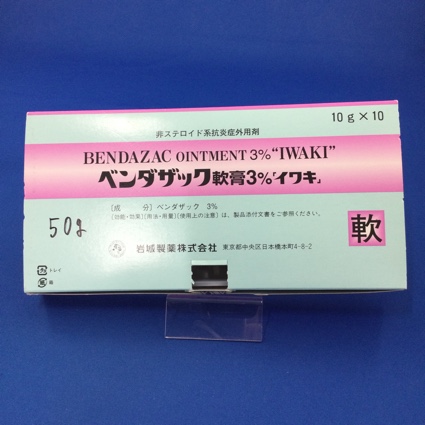 10g×10
非ステロイド系抗炎症外用剤
BENDAZAC OINTMENT 3%"IWAKI"
ベンダザック軟膏3%「イワキ」
50g
〔成 分〕ベンダザック 3%
〔効能・効果〕〔用法・用量〕〔使用上の注意〕は、製品添付文書をご参照ください。
軟
岩城製薬株式会社 東京都中央区日本橋本町4-8-2
トレイ
函